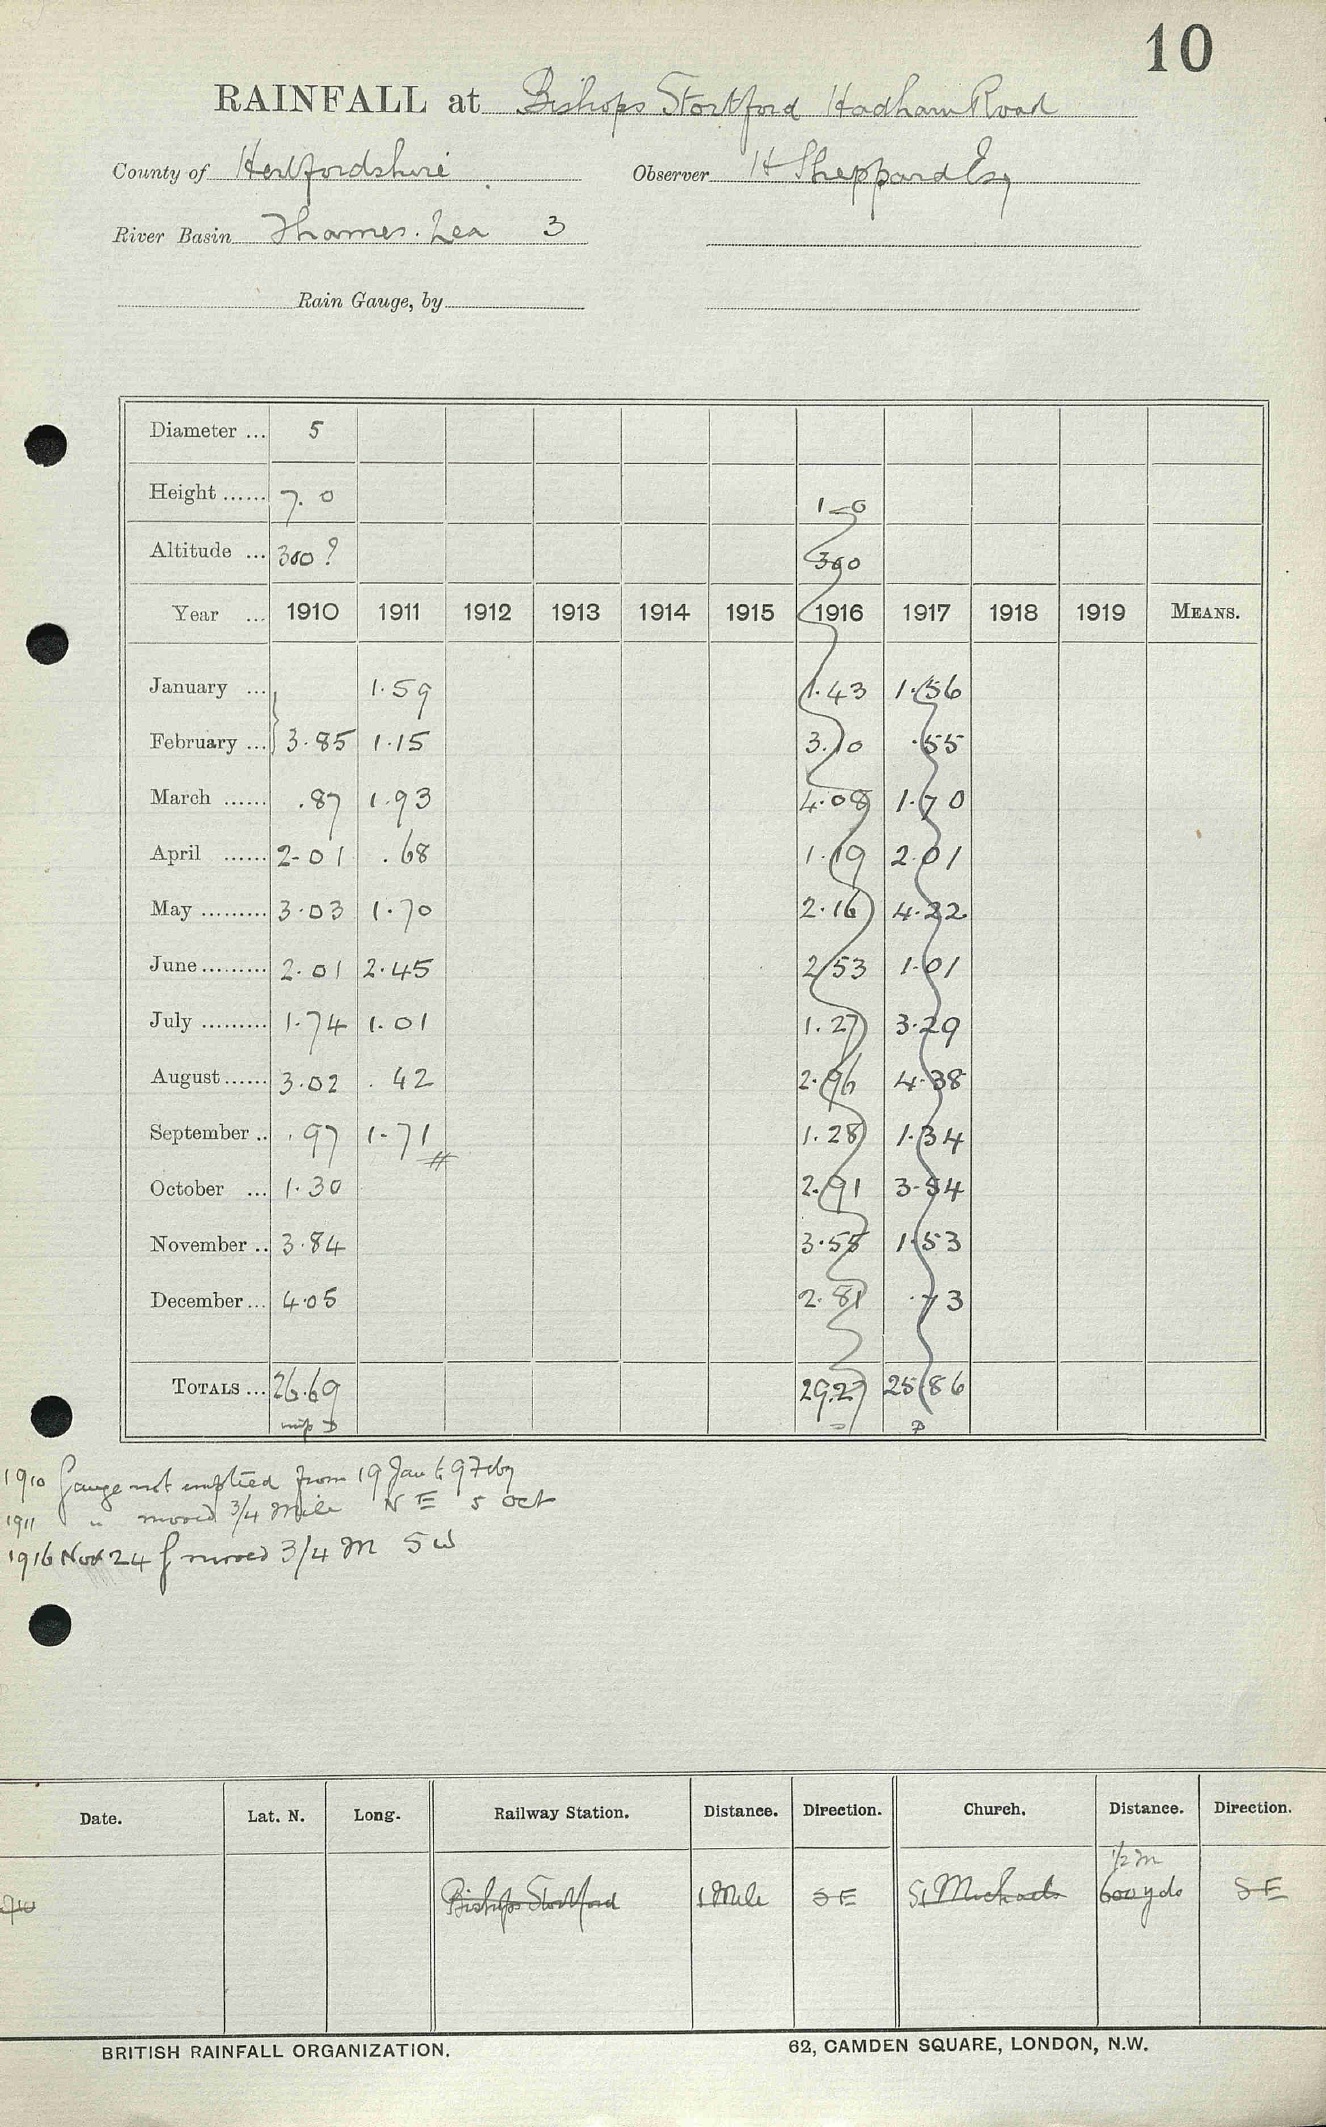 10
RAINFALL at Bishops Stortford Hadham Road
County of Hertfordshire Observer H Sheppard Esq
River Basin Thames. Lea 3
Rain Gauge, by
Diameter ... 5
Height ...... 7. 0 1 0
Altitude ... 300 ? 300
Year ... 1910 1911 1912 1913 1914 1915 1916 1917 1918 1919 MEANS.
January ... 1.59 1.43 1.56
February ... 3.85 1.15 3.10 .55
March ...... .87 1.93 4.08 1.70
April ...... 2.01 .68 1.19 2.01
May ......... 3.03 1.70 2.16 4.22
June ......... 2.01 2.45 2.53 1.01
July ......... 1.74 1.01 1.27 3.29
August ...... 3.02 .42 2.96 4.38
September .. .97 1.71 1.28 1.34
October ... 1.30 2.91 3.54
November .. 3.84 3.55 1.53
December ... 4.05 2.81 .73
TOTALS ... 26.69 29.27 25.86
1910 Gauge not emptied from 19 Jan to 9 Feby
1911 " moved 3/4 Mile N E 5 Oct
1916 Nov 24 g moved 3/4 M S W
Date. Lat. N. Long. Railway Station. Distance. Direction. Church. Distance. Direction.
1/2 m
Bishops Stortford 1 Mile SE St Michaels 600 yds SE
BRITISH RAINFALL ORGANIZATION. 62, CAMDEN SQUARE, LONDON, N.W.